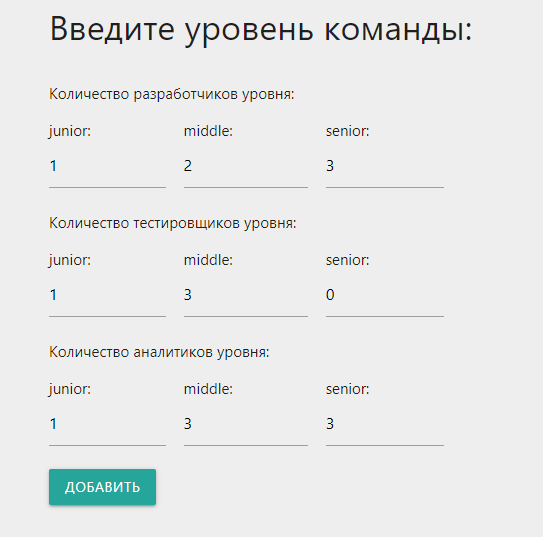 Введите уровень команды:
Количество разработчиков уровня:
junior: middle: senior:
1 2 3
Количество тестировщиков уровня:
junior: middle: senior:
1 3 0
Количество аналитиков уровня:
junior: middle: senior:
1 3 3
ДОБАВИТЬ